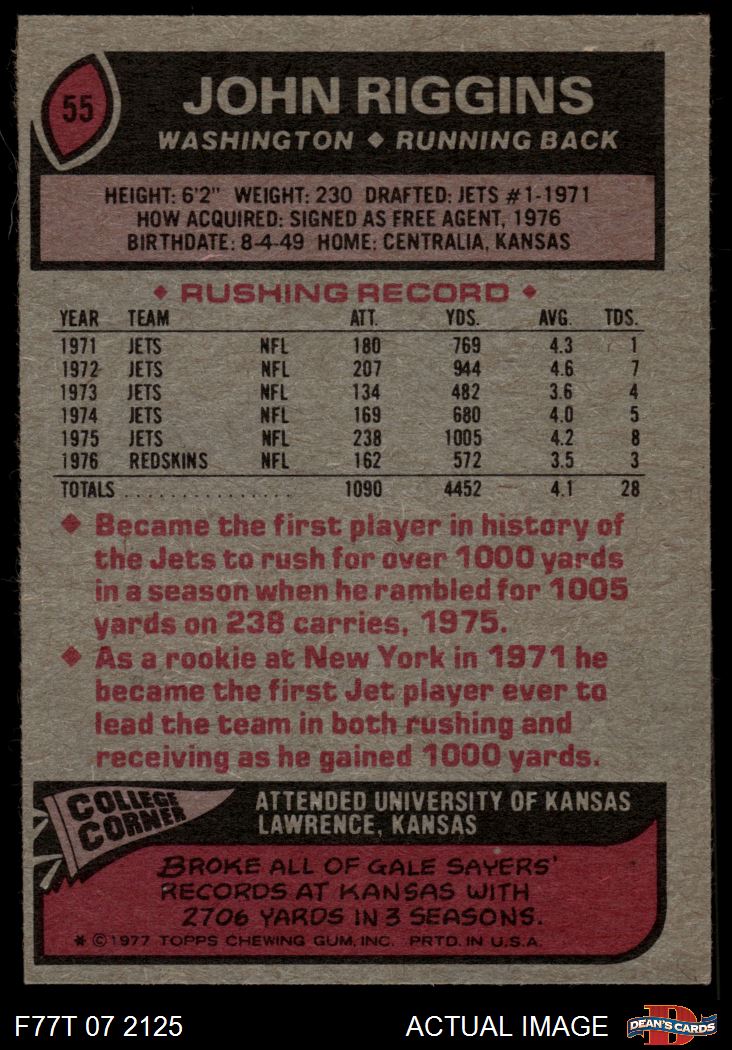 55
JOHN RIGGINS
WASHINGTON ◆ RUNNING BACK
HEIGHT: 6'2" WEIGHT: 230 DRAFTED: JETS #1-1971
HOW ACQUIRED: SIGNED AS FREE AGENT, 1976
BIRTHDATE: 8-4-49 HOME: CENTRALIA, KANSAS
◆ RUSHING RECORD ◆
YEAR TEAM ATT. YDS. AVG. TDS.
1971 JETS NFL 180 769 4.3 1
1972 JETS NFL 207 944 4.6 7
1973 JETS NFL 134 482 3.6 4
1974 JETS NFL 169 680 4.0 5
1975 JETS NFL 238 1005 4.2 8
1976 REDSKINS NFL 162 572 3.5 3
TOTALS . . . . . . . . . . . . . . . . 1090 4452 4.1 28
◆ Became the first player in history of
the Jets to rush for over 1000 yards
in a season when he rambled for 1005
yards on 238 carries, 1975.
◆ As a rookie at New York in 1971 he
became the first Jet player ever to
lead the team in both rushing and
receiving as he gained 1000 yards.
COLLEGE
CORNER
ATTENDED UNIVERSITY OF KANSAS
LAWRENCE, KANSAS
BROKE ALL OF GALE SAYERS'
RECORDS AT KANSAS WITH
2706 YARDS IN 3 SEASONS.
* © 1977 TOPPS CHEWING GUM, INC. PRTD. IN U.S.A.
F77T 07 2125
ACTUAL IMAGE
D
DEAN'S CARDS